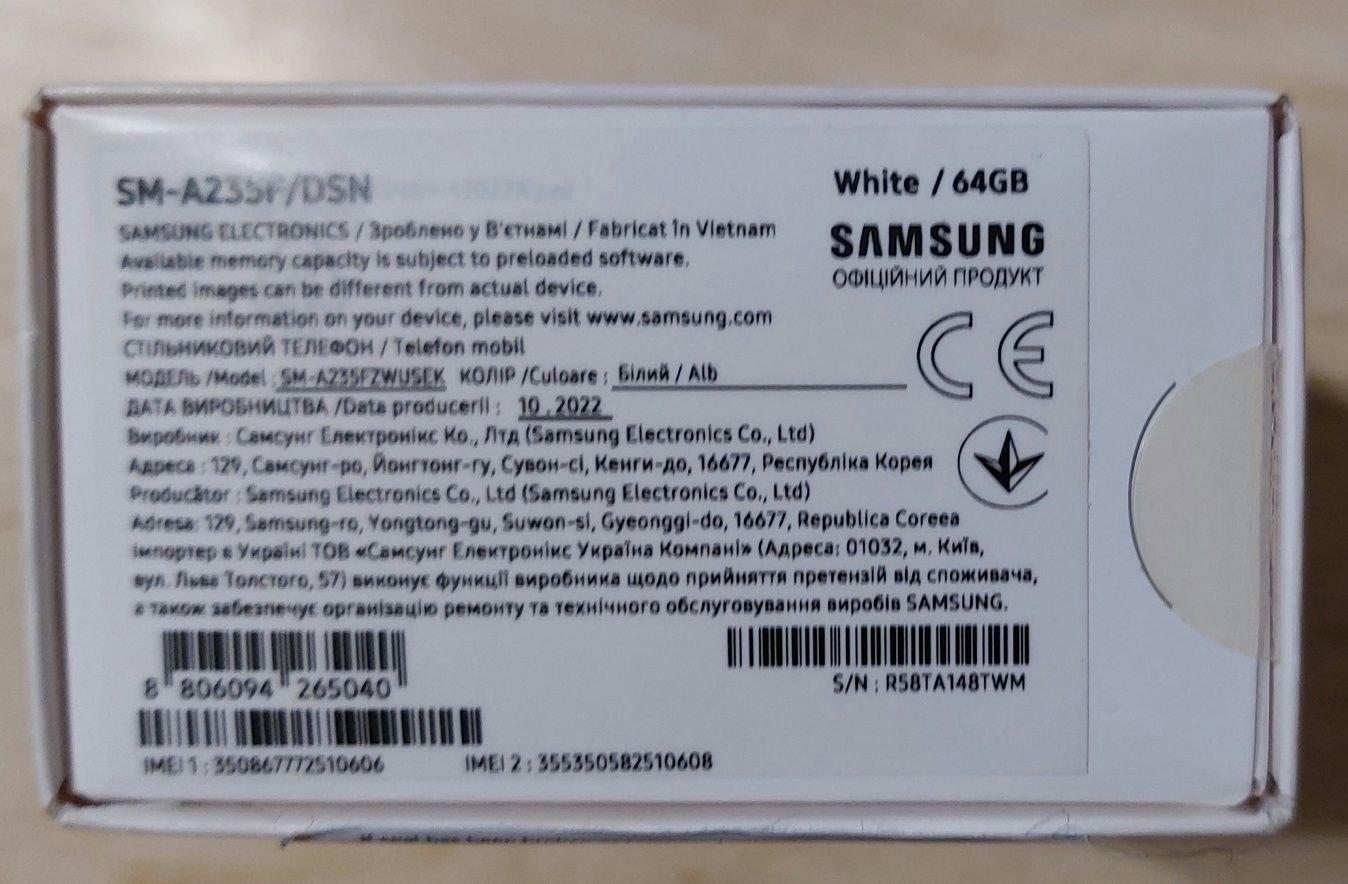 SM-A235F/DSN
White / 64GB
SAMSUNG ELECTRONICS / Зроблено у В'єтнамі / Fabricat în Vietnam
SAMSUNG
ОФІЦІЙНИЙ ПРОДУКТ
Available memory capacity is subject to preloaded software.
Printed images can be different from actual device.
For more information on your device, please visit www.samsung.com
СТІЛЬНИКОВИЙ ТЕЛЕФОН / Telefon mobil
CE
МОДЕЛЬ /Model : SM-A235FZWUSEK КОЛІР /Culoare : Білий / Alb
ДАТА ВИРОБНИЦТВА /Data producerii : 10 . 2022
Виробник : Самсунг Електронікс Ко., Лтд (Samsung Electronics Co., Ltd)
Адреса : 129, Самсунг-ро, Йонгтонг-гу, Сувон-сі, Кенги-до, 16677, Республіка Корея
Producător : Samsung Electronics Co., Ltd (Samsung Electronics Co., Ltd)
Adresa: 129, Samsung-ro, Yongtong-gu, Suwon-si, Gyeonggi-do, 16677, Republica Coreea
Імпортер в Україні ТОВ «Самсунг Електронікс Україна Компані» (Адреса: 01032, м. Київ,
вул. Льва Толстого, 57) виконує функції виробника щодо прийняття претензій від споживача,
а також забезпечує організацію ремонту та технічного обслуговування виробів SAMSUNG.
8 806094 265040
S/N : R58TA148TWM
IMEI 1 : 350867772510606 IMEI 2 : 355350582510608